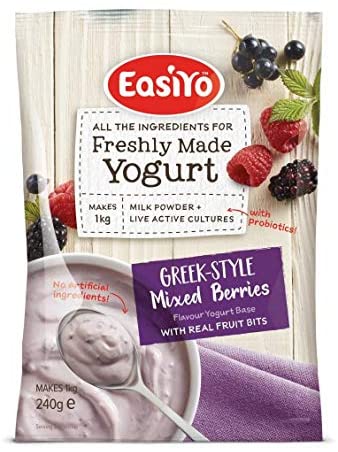 EasiYo™
ALL THE INGREDIENTS FOR
Freshly Made
Yogurt
MAKES
1kg
MILK POWDER +
LIVE ACTIVE CULTURES
with
Probiotics!
No artificial
ingredients!
GREEK-STYLE
Mixed Berries
Flavour Yogurt Base
WITH REAL FRUIT BITS
MAKES 1kg
240g e